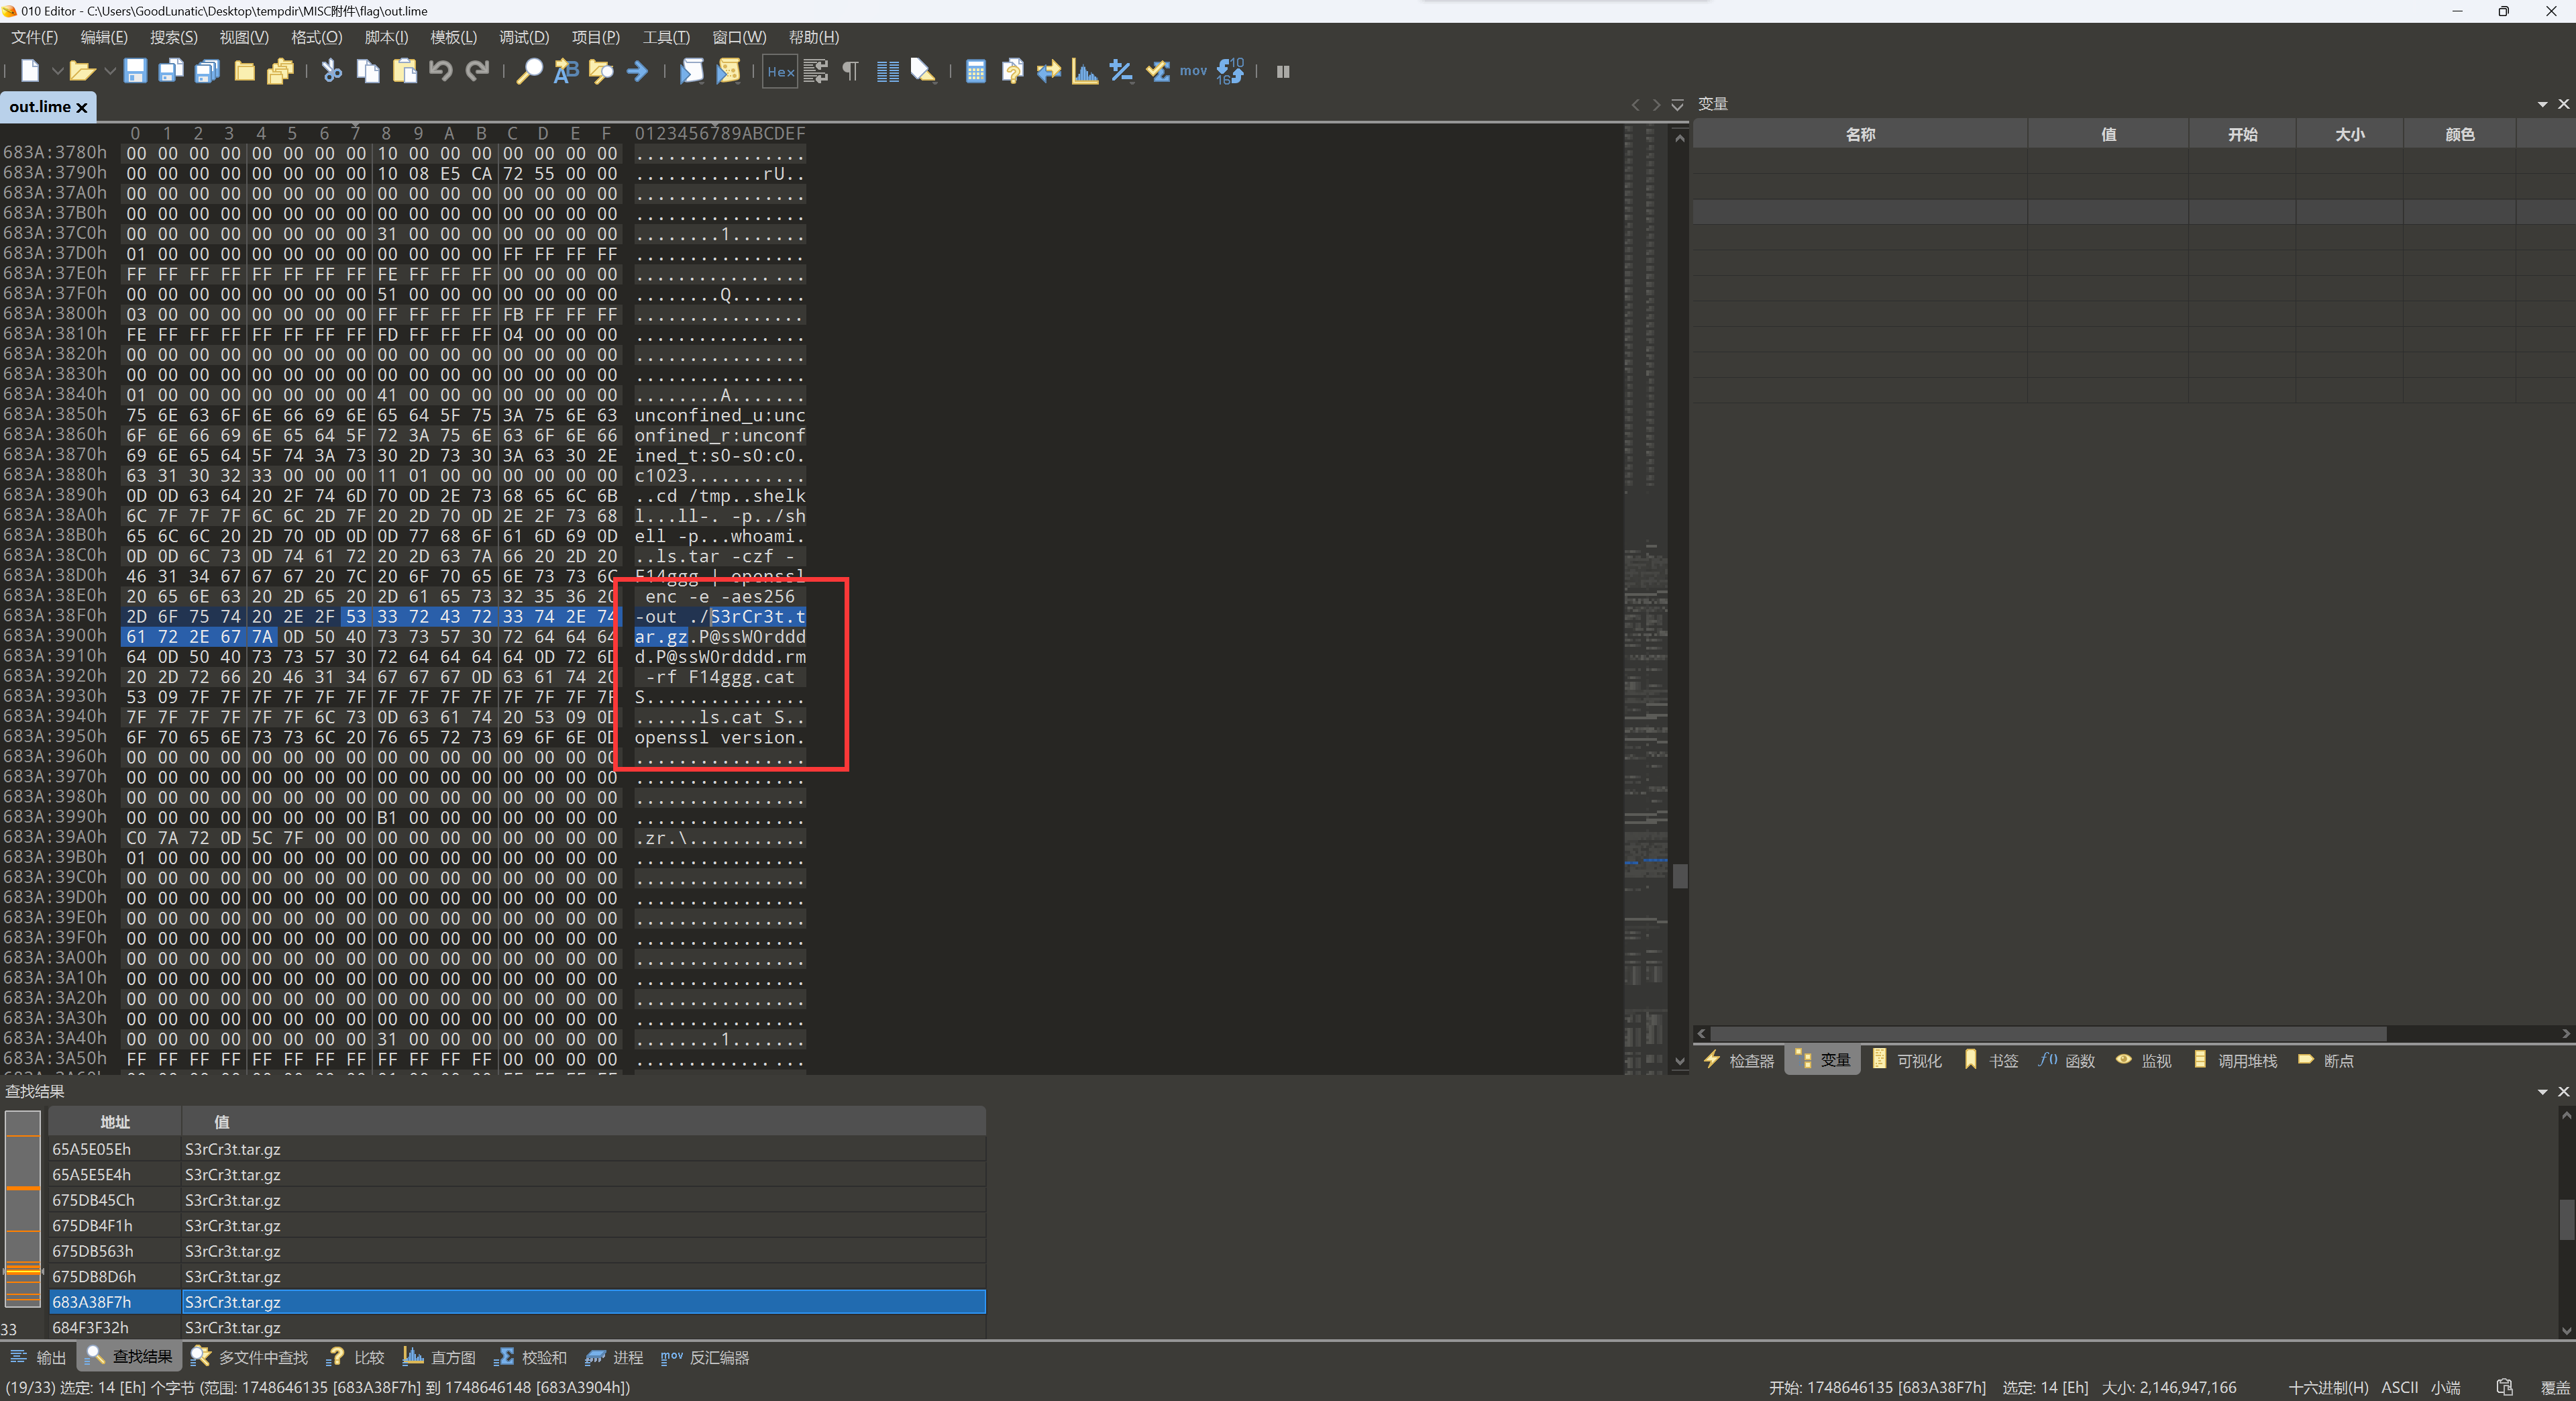 010 Editor - C:\Users\GoodLunatic\Desktop\tempdir\MISC附件\flag\out.lime
文件(F) 编辑(E) 搜索(S) 视图(V) 格式(O) 脚本(I) 模板(L) 调试(D) 项目(P) 工具(T) 窗口(W) 帮助(H)
Hex mov 10 16
out.lime
变量
0 1 2 3 4 5 6 7 8 9 A B C D E F 0123456789ABCDEF
名称 值 开始 大小 颜色
683A:3780h 00 00 00 00 00 00 00 00 10 00 00 00 00 00 00 00 ................
683A:3790h 00 00 00 00 00 00 00 00 10 08 E5 CA 72 55 00 00 ............rU..
683A:37A0h 00 00 00 00 00 00 00 00 00 00 00 00 00 00 00 00 ................
683A:37B0h 00 00 00 00 00 00 00 00 00 00 00 00 00 00 00 00 ................
683A:37C0h 00 00 00 00 00 00 00 00 31 00 00 00 00 00 00 00 ........1.......
683A:37D0h 01 00 00 00 00 00 00 00 00 00 00 00 FF FF FF FF ................
683A:37E0h FF FF FF FF FF FF FF FF FE FF FF FF 00 00 00 00 ................
683A:37F0h 00 00 00 00 00 00 00 00 51 00 00 00 00 00 00 00 ........Q.......
683A:3800h 03 00 00 00 00 00 00 00 FF FF FF FF FB FF FF FF ................
683A:3810h FE FF FF FF FF FF FF FF FD FF FF FF 04 00 00 00 ................
683A:3820h 00 00 00 00 00 00 00 00 00 00 00 00 00 00 00 00 ................
683A:3830h 00 00 00 00 00 00 00 00 00 00 00 00 00 00 00 00 ................
683A:3840h 01 00 00 00 00 00 00 00 41 00 00 00 00 00 00 00 ........A.......
683A:3850h 75 6E 63 6F 6E 66 69 6E 65 64 5F 75 3A 75 6E 63 unconfined_u:unc
683A:3860h 6F 6E 66 69 6E 65 64 5F 72 3A 75 6E 63 6F 6E 66 onfined_r:unconf
683A:3870h 69 6E 65 64 5F 74 3A 73 30 2D 73 30 3A 63 30 2E ined_t:s0-s0:c0.
683A:3880h 63 31 30 32 33 00 00 00 11 01 00 00 00 00 00 00 c1023...........
683A:3890h 0D 0D 63 64 20 2F 74 6D 70 0D 2E 73 68 65 6C 6B ..cd /tmp..shelk
683A:38A0h 6C 7F 7F 7F 6C 6C 2D 7F 20 2D 70 0D 2E 2F 73 68 l...ll-. -p../sh
683A:38B0h 65 6C 6C 20 2D 70 0D 0D 0D 77 68 6F 61 6D 69 0D ell -p...whoami.
683A:38C0h 0D 0D 6C 73 0D 74 61 72 20 2D 63 7A 66 20 2D 20 ..ls.tar -czf -
683A:38D0h 46 31 34 67 67 67 20 7C 20 6F 70 65 6E 73 73 6C F14ggg | openssl
683A:38E0h 20 65 6E 63 20 2D 65 20 2D 61 65 73 32 35 36 20 enc -e -aes256
683A:38F0h 2D 6F 75 74 20 2E 2F 53 33 72 43 72 33 74 2E 74 -out ./S3rCr3t.t
683A:3900h 61 72 2E 67 7A 0D 50 40 73 73 57 30 72 64 64 64 ar.gz.P@ssW0rddd
683A:3910h 64 0D 50 40 73 73 57 30 72 64 64 64 64 0D 72 6D d.P@ssW0rdddd.rm
683A:3920h 20 2D 72 66 20 46 31 34 67 67 67 0D 63 61 74 20 -rf F14ggg.cat
683A:3930h 53 09 7F 7F 7F 7F 7F 7F 7F 7F 7F 7F 7F 7F 7F 7F S...............
683A:3940h 7F 7F 7F 7F 7F 7F 6C 73 0D 63 61 74 20 53 09 0D ......ls.cat S..
683A:3950h 6F 70 65 6E 73 73 6C 20 76 65 72 73 69 6F 6E 0D openssl version.
683A:3960h 00 00 00 00 00 00 00 00 00 00 00 00 00 00 00 00 ................
683A:3970h 00 00 00 00 00 00 00 00 00 00 00 00 00 00 00 00 ................
683A:3980h 00 00 00 00 00 00 00 00 00 00 00 00 00 00 00 00 ................
683A:3990h 00 00 00 00 00 00 00 00 B1 00 00 00 00 00 00 00 ................
683A:39A0h C0 7A 72 0D 5C 7F 00 00 00 00 00 00 00 00 00 00 .zr.\...........
683A:39B0h 01 00 00 00 00 00 00 00 00 00 00 00 00 00 00 00 ................
683A:39C0h 00 00 00 00 00 00 00 00 00 00 00 00 00 00 00 00 ................
683A:39D0h 00 00 00 00 00 00 00 00 00 00 00 00 00 00 00 00 ................
683A:39E0h 00 00 00 00 00 00 00 00 00 00 00 00 00 00 00 00 ................
683A:39F0h 00 00 00 00 00 00 00 00 00 00 00 00 00 00 00 00 ................
683A:3A00h 00 00 00 00 00 00 00 00 00 00 00 00 00 00 00 00 ................
683A:3A10h 00 00 00 00 00 00 00 00 00 00 00 00 00 00 00 00 ................
683A:3A20h 00 00 00 00 00 00 00 00 00 00 00 00 00 00 00 00 ................
683A:3A30h 00 00 00 00 00 00 00 00 00 00 00 00 00 00 00 00 ................
683A:3A40h 00 00 00 00 00 00 00 00 31 00 00 00 00 00 00 00 ........1.......
683A:3A50h FF FF FF FF FF FF FF FF FF FF FF FF 00 00 00 00 ................
检查器 变量 可视化 书签 f() 函数 监视 调用堆栈 断点
查找结果
地址 值
65A5E05Eh S3rCr3t.tar.gz
65A5E5E4h S3rCr3t.tar.gz
675DB45Ch S3rCr3t.tar.gz
675DB4F1h S3rCr3t.tar.gz
675DB563h S3rCr3t.tar.gz
675DB8D6h S3rCr3t.tar.gz
683A38F7h S3rCr3t.tar.gz
33 684F3F32h S3rCr3t.tar.gz
输出 查找结果 多文件中查找 比较 直方图 校验和 进程 mov 反汇编器
(19/33) 选定: 14 [Eh] 个字节 (范围: 1748646135 [683A38F7h] 到 1748646148 [683A3904h]) 开始: 1748646135 [683A38F7h] 选定: 14 [Eh] 大小: 2,146,947,166 十六进制(H) ASCII 小端 覆盖